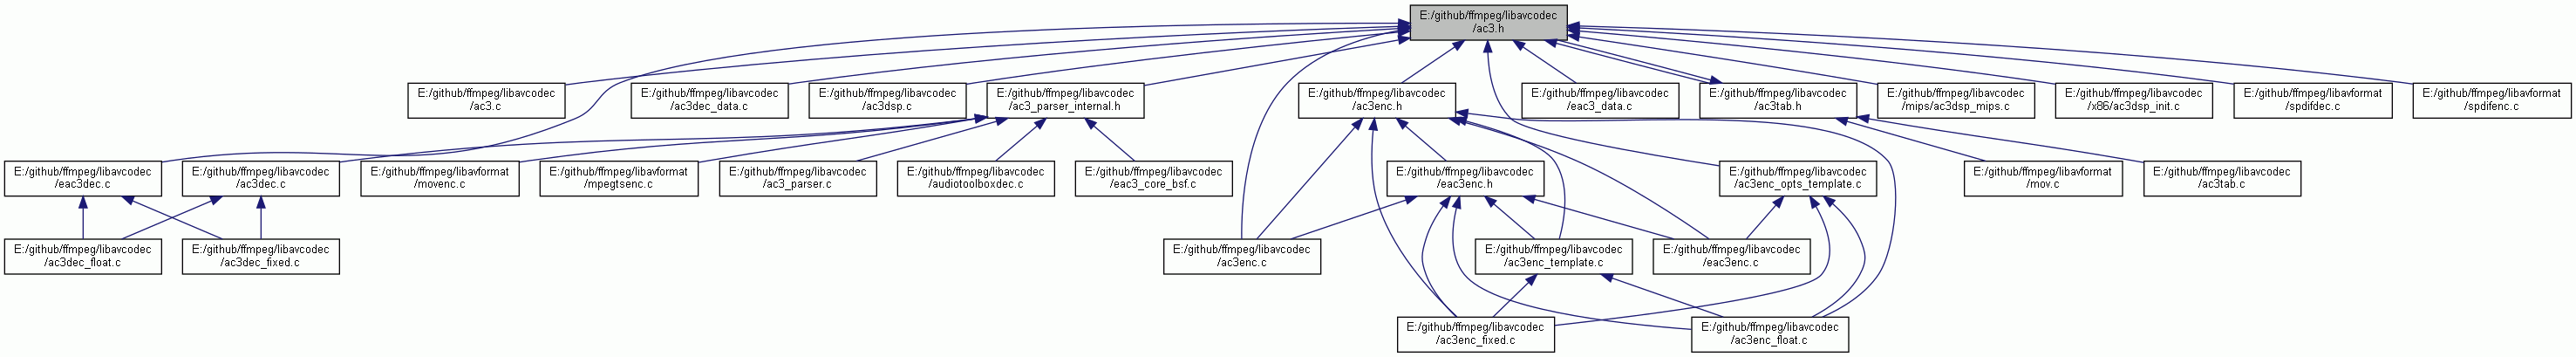 E:/github/ffmpeg/libavcodec
/ac3.h
E:/github/ffmpeg/libavcodec
/ac3.c
E:/github/ffmpeg/libavcodec
/ac3dec_data.c
E:/github/ffmpeg/libavcodec
/ac3dsp.c
E:/github/ffmpeg/libavcodec
/ac3_parser_internal.h
E:/github/ffmpeg/libavcodec
/ac3enc.h
E:/github/ffmpeg/libavcodec
/eac3_data.c
E:/github/ffmpeg/libavcodec
/ac3tab.h
E:/github/ffmpeg/libavcodec
/mips/ac3dsp_mips.c
E:/github/ffmpeg/libavcodec
/x86/ac3dsp_init.c
E:/github/ffmpeg/libavformat
/spdifdec.c
E:/github/ffmpeg/libavformat
/spdifenc.c
E:/github/ffmpeg/libavcodec
/eac3dec.c
E:/github/ffmpeg/libavcodec
/ac3dec.c
E:/github/ffmpeg/libavformat
/movenc.c
E:/github/ffmpeg/libavformat
/mpegtsenc.c
E:/github/ffmpeg/libavcodec
/ac3_parser.c
E:/github/ffmpeg/libavcodec
/audiotoolboxdec.c
E:/github/ffmpeg/libavcodec
/eac3_core_bsf.c
E:/github/ffmpeg/libavcodec
/eac3enc.h
E:/github/ffmpeg/libavcodec
/ac3enc_opts_template.c
E:/github/ffmpeg/libavformat
/mov.c
E:/github/ffmpeg/libavcodec
/ac3tab.c
E:/github/ffmpeg/libavcodec
/ac3dec_float.c
E:/github/ffmpeg/libavcodec
/ac3dec_fixed.c
E:/github/ffmpeg/libavcodec
/ac3enc.c
E:/github/ffmpeg/libavcodec
/ac3enc_template.c
E:/github/ffmpeg/libavcodec
/eac3enc.c
E:/github/ffmpeg/libavcodec
/ac3enc_fixed.c
E:/github/ffmpeg/libavcodec
/ac3enc_float.c